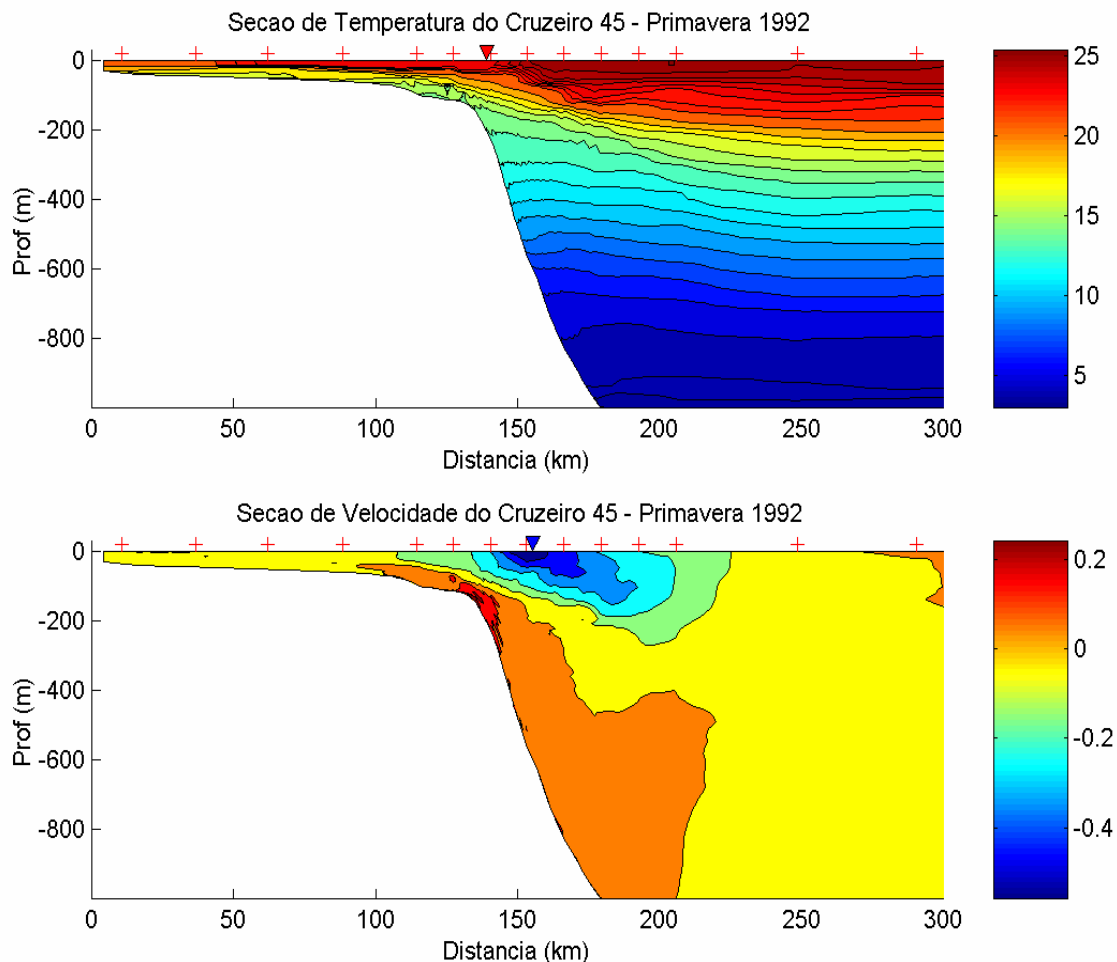 Secao de Temperatura do Cruzeiro 45 - Primavera 1992
0
-200
-400
-600
-800
Prof (m)
0 50 100 150 200 250 300
Distancia (km)
25
20
15
10
5
Secao de Velocidade do Cruzeiro 45 - Primavera 1992
0
-200
-400
-600
-800
Prof (m)
0 50 100 150 200 250 300
Distancia (km)
0.2
0
-0.2
-0.4